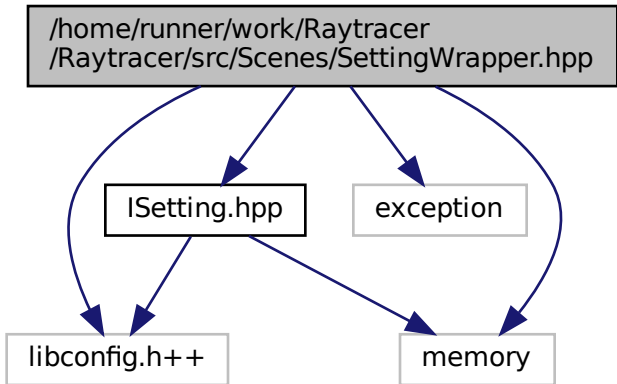 /home/runner/work/Raytracer
/Raytracer/src/Scenes/SettingWrapper.hpp
ISetting.hpp
exception
libconfig.h++
memory